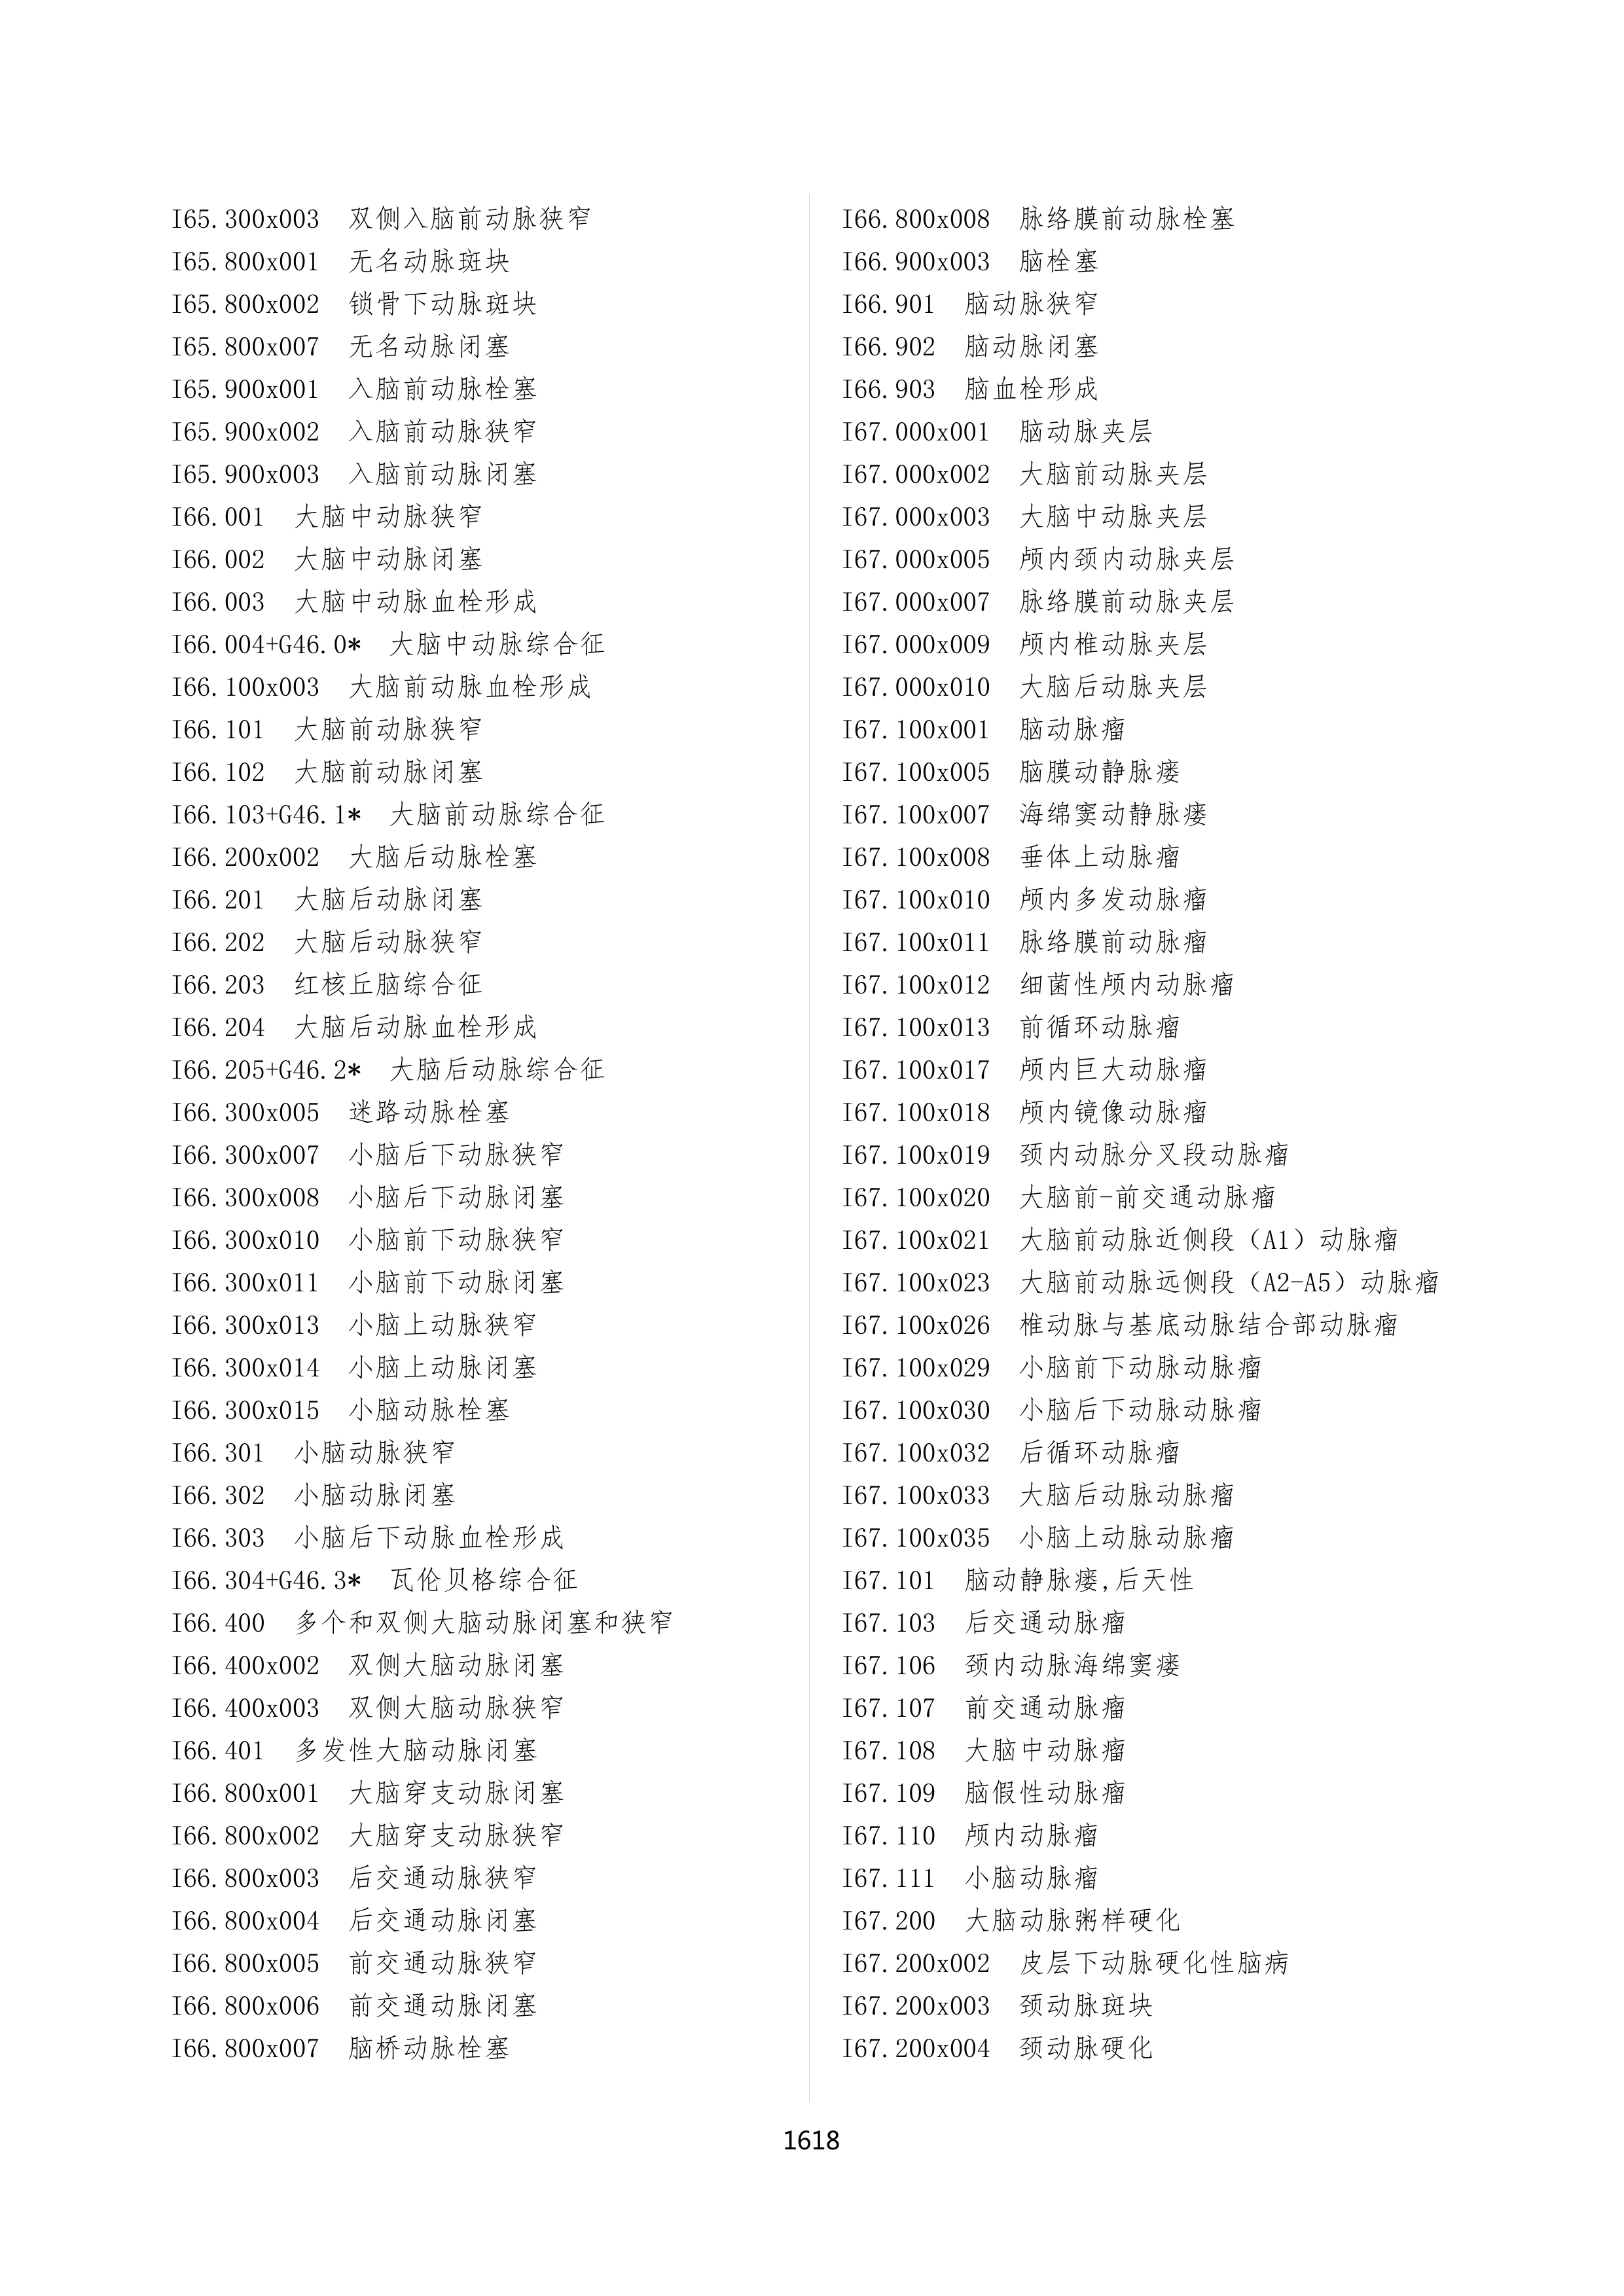 I65.300x003  双侧入脑前动脉狭窄
I65.800x001  无名动脉斑块
I65.800x002  锁骨下动脉斑块
I65.800x007  无名动脉闭塞
I65.900x001  入脑前动脉栓塞
I65.900x002  入脑前动脉狭窄
I65.900x003  入脑前动脉闭塞
I66.001  大脑中动脉狭窄
I66.002  大脑中动脉闭塞
I66.003  大脑中动脉血栓形成
I66.004+G46.0*  大脑中动脉综合征
I66.100x003  大脑前动脉血栓形成
I66.101  大脑前动脉狭窄
I66.102  大脑前动脉闭塞
I66.103+G46.1*  大脑前动脉综合征
I66.200x002  大脑后动脉栓塞
I66.201  大脑后动脉闭塞
I66.202  大脑后动脉狭窄
I66.203  红核丘脑综合征
I66.204  大脑后动脉血栓形成
I66.205+G46.2*  大脑后动脉综合征
I66.300x005  迷路动脉栓塞
I66.300x007  小脑后下动脉狭窄
I66.300x008  小脑后下动脉闭塞
I66.300x010  小脑前下动脉狭窄
I66.300x011  小脑前下动脉闭塞
I66.300x013  小脑上动脉狭窄
I66.300x014  小脑上动脉闭塞
I66.300x015  小脑动脉栓塞
I66.301  小脑动脉狭窄
I66.302  小脑动脉闭塞
I66.303  小脑后下动脉血栓形成
I66.304+G46.3*  瓦伦贝格综合征
I66.400  多个和双侧大脑动脉闭塞和狭窄
I66.400x002  双侧大脑动脉闭塞
I66.400x003  双侧大脑动脉狭窄
I66.401  多发性大脑动脉闭塞
I66.800x001  大脑穿支动脉闭塞
I66.800x002  大脑穿支动脉狭窄
I66.800x003  后交通动脉狭窄
I66.800x004  后交通动脉闭塞
I66.800x005  前交通动脉狭窄
I66.800x006  前交通动脉闭塞
I66.800x007  脑桥动脉栓塞
I66.800x008  脉络膜前动脉栓塞
I66.900x003  脑栓塞
I66.901  脑动脉狭窄
I66.902  脑动脉闭塞
I66.903  脑血栓形成
I67.000x001  脑动脉夹层
I67.000x002  大脑前动脉夹层
I67.000x003  大脑中动脉夹层
I67.000x005  颅内颈内动脉夹层
I67.000x007  脉络膜前动脉夹层
I67.000x009  颅内椎动脉夹层
I67.000x010  大脑后动脉夹层
I67.100x001  脑动脉瘤
I67.100x005  脑膜动静脉瘘
I67.100x007  海绵窦动静脉瘘
I67.100x008  垂体上动脉瘤
I67.100x010  颅内多发动脉瘤
I67.100x011  脉络膜前动脉瘤
I67.100x012  细菌性颅内动脉瘤
I67.100x013  前循环动脉瘤
I67.100x017  颅内巨大动脉瘤
I67.100x018  颅内镜像动脉瘤
I67.100x019  颈内动脉分叉段动脉瘤
I67.100x020  大脑前-前交通动脉瘤
I67.100x021  大脑前动脉近侧段（A1）动脉瘤
I67.100x023  大脑前动脉远侧段（A2-A5）动脉瘤
I67.100x026  椎动脉与基底动脉结合部动脉瘤
I67.100x029  小脑前下动脉动脉瘤
I67.100x030  小脑后下动脉动脉瘤
I67.100x032  后循环动脉瘤
I67.100x033  大脑后动脉动脉瘤
I67.100x035  小脑上动脉动脉瘤
I67.101  脑动静脉瘘,后天性
I67.103  后交通动脉瘤
I67.106  颈内动脉海绵窦瘘
I67.107  前交通动脉瘤
I67.108  大脑中动脉瘤
I67.109  脑假性动脉瘤
I67.110  颅内动脉瘤
I67.111  小脑动脉瘤
I67.200  大脑动脉粥样硬化
I67.200x002  皮层下动脉硬化性脑病
I67.200x003  颈动脉斑块
I67.200x004  颈动脉硬化
1618